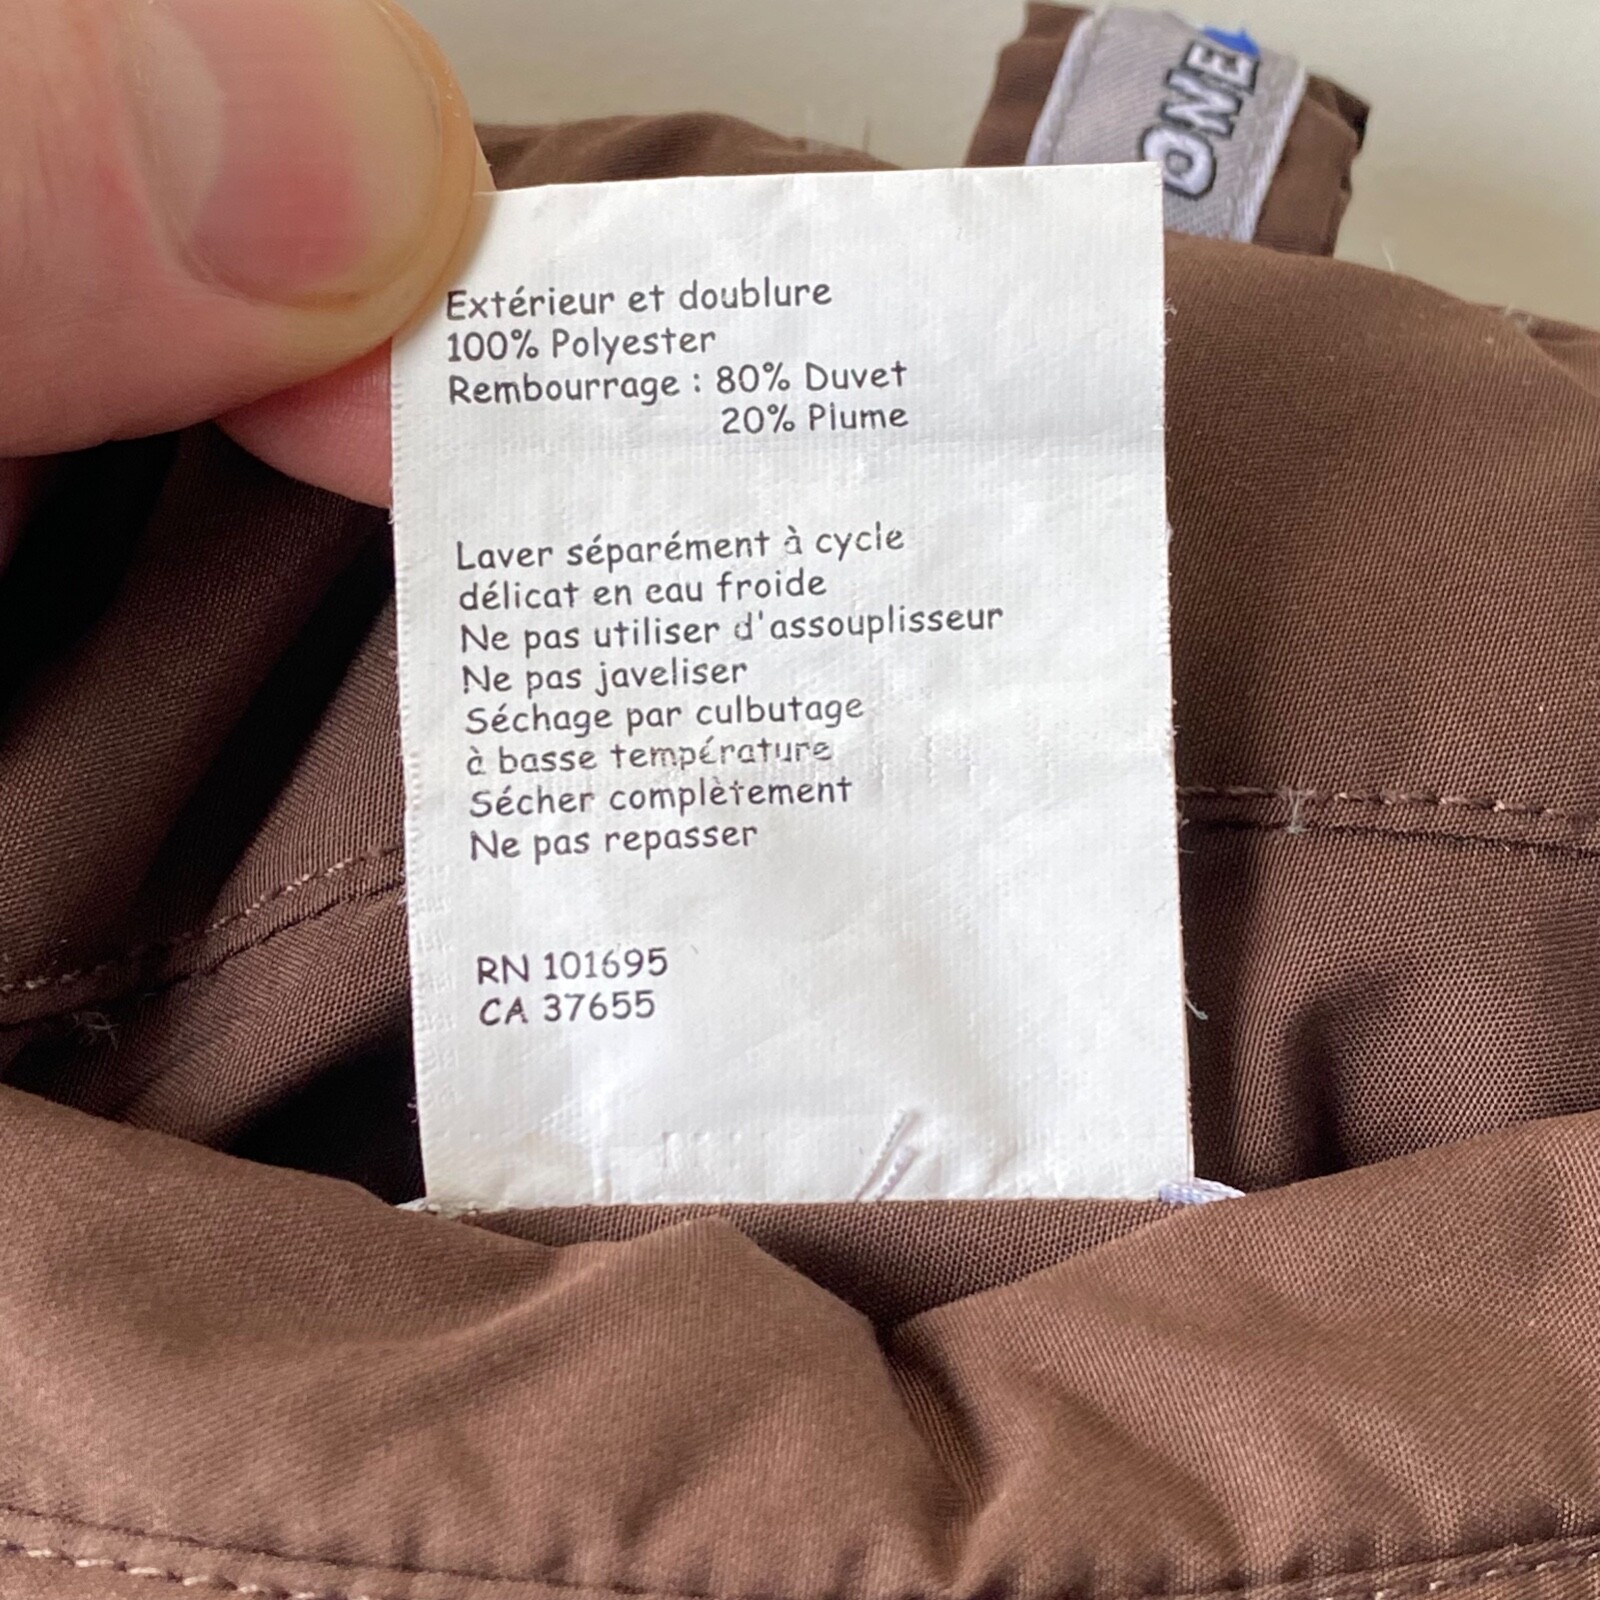 ONE
Extérieur et doublure
100% Polyester
Rembourrage : 80% Duvet
20% Plume
Laver séparément à cycle
délicat en eau froide
Ne pas utiliser d'assouplisseur
Ne pas javeliser
Séchage par culbutage
à basse température
Sécher complètement
Ne pas repasser
RN 101695
CA 37655